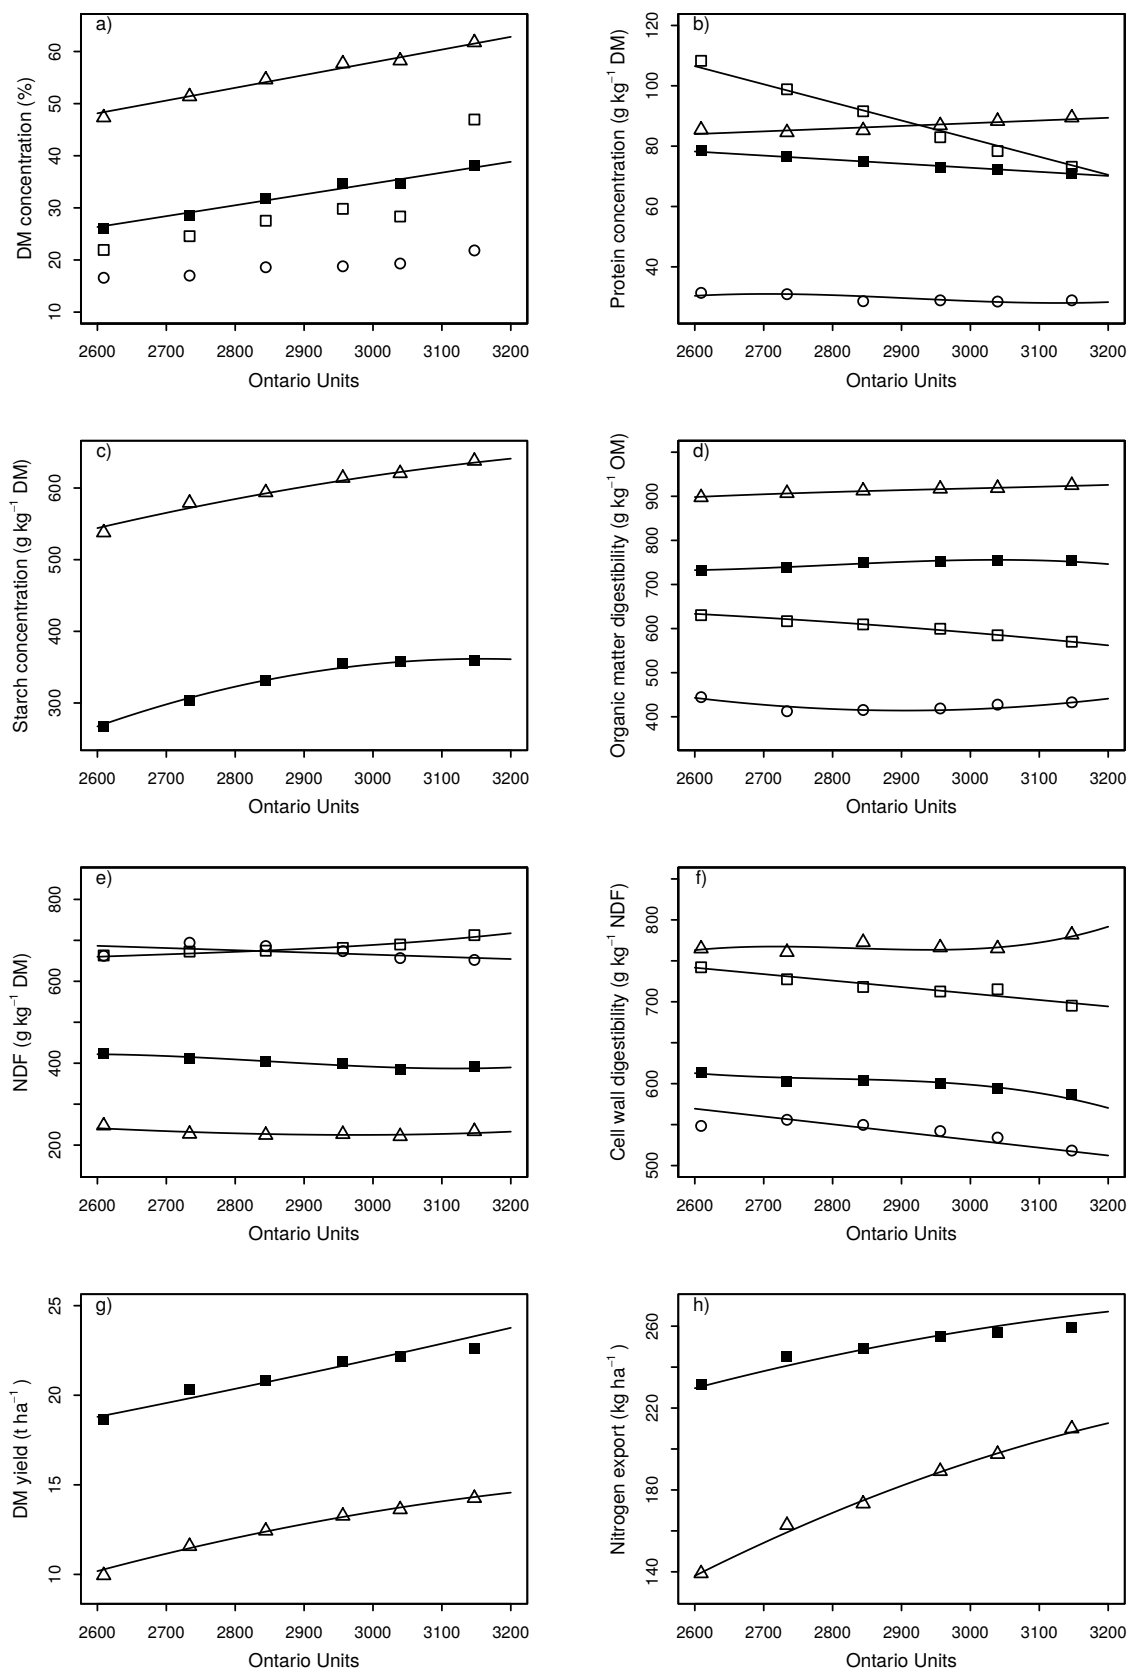 a)
DM concentration (%)
60
50
40
30
20
10
2600 2700 2800 2900 3000 3100 3200
Ontario Units
b)
Protein concentration (g kg−1 DM)
120
100
80
60
40
2600 2700 2800 2900 3000 3100 3200
Ontario Units
c)
Starch concentration (g kg−1 DM)
600
500
400
300
2600 2700 2800 2900 3000 3100 3200
Ontario Units
d)
Organic matter digestibility (g kg−1 OM)
900
800
700
600
500
400
2600 2700 2800 2900 3000 3100 3200
Ontario Units
e)
NDF (g kg−1 DM)
800
600
400
200
2600 2700 2800 2900 3000 3100 3200
Ontario Units
f)
Cell wall digestibility (g kg−1 NDF)
800
700
600
500
2600 2700 2800 2900 3000 3100 3200
Ontario Units
g)
DM yield (t ha−1 )
25
20
15
10
2600 2700 2800 2900 3000 3100 3200
Ontario Units
h)
Nitrogen export (kg ha−1 )
260
220
180
140
2600 2700 2800 2900 3000 3100 3200
Ontario Units